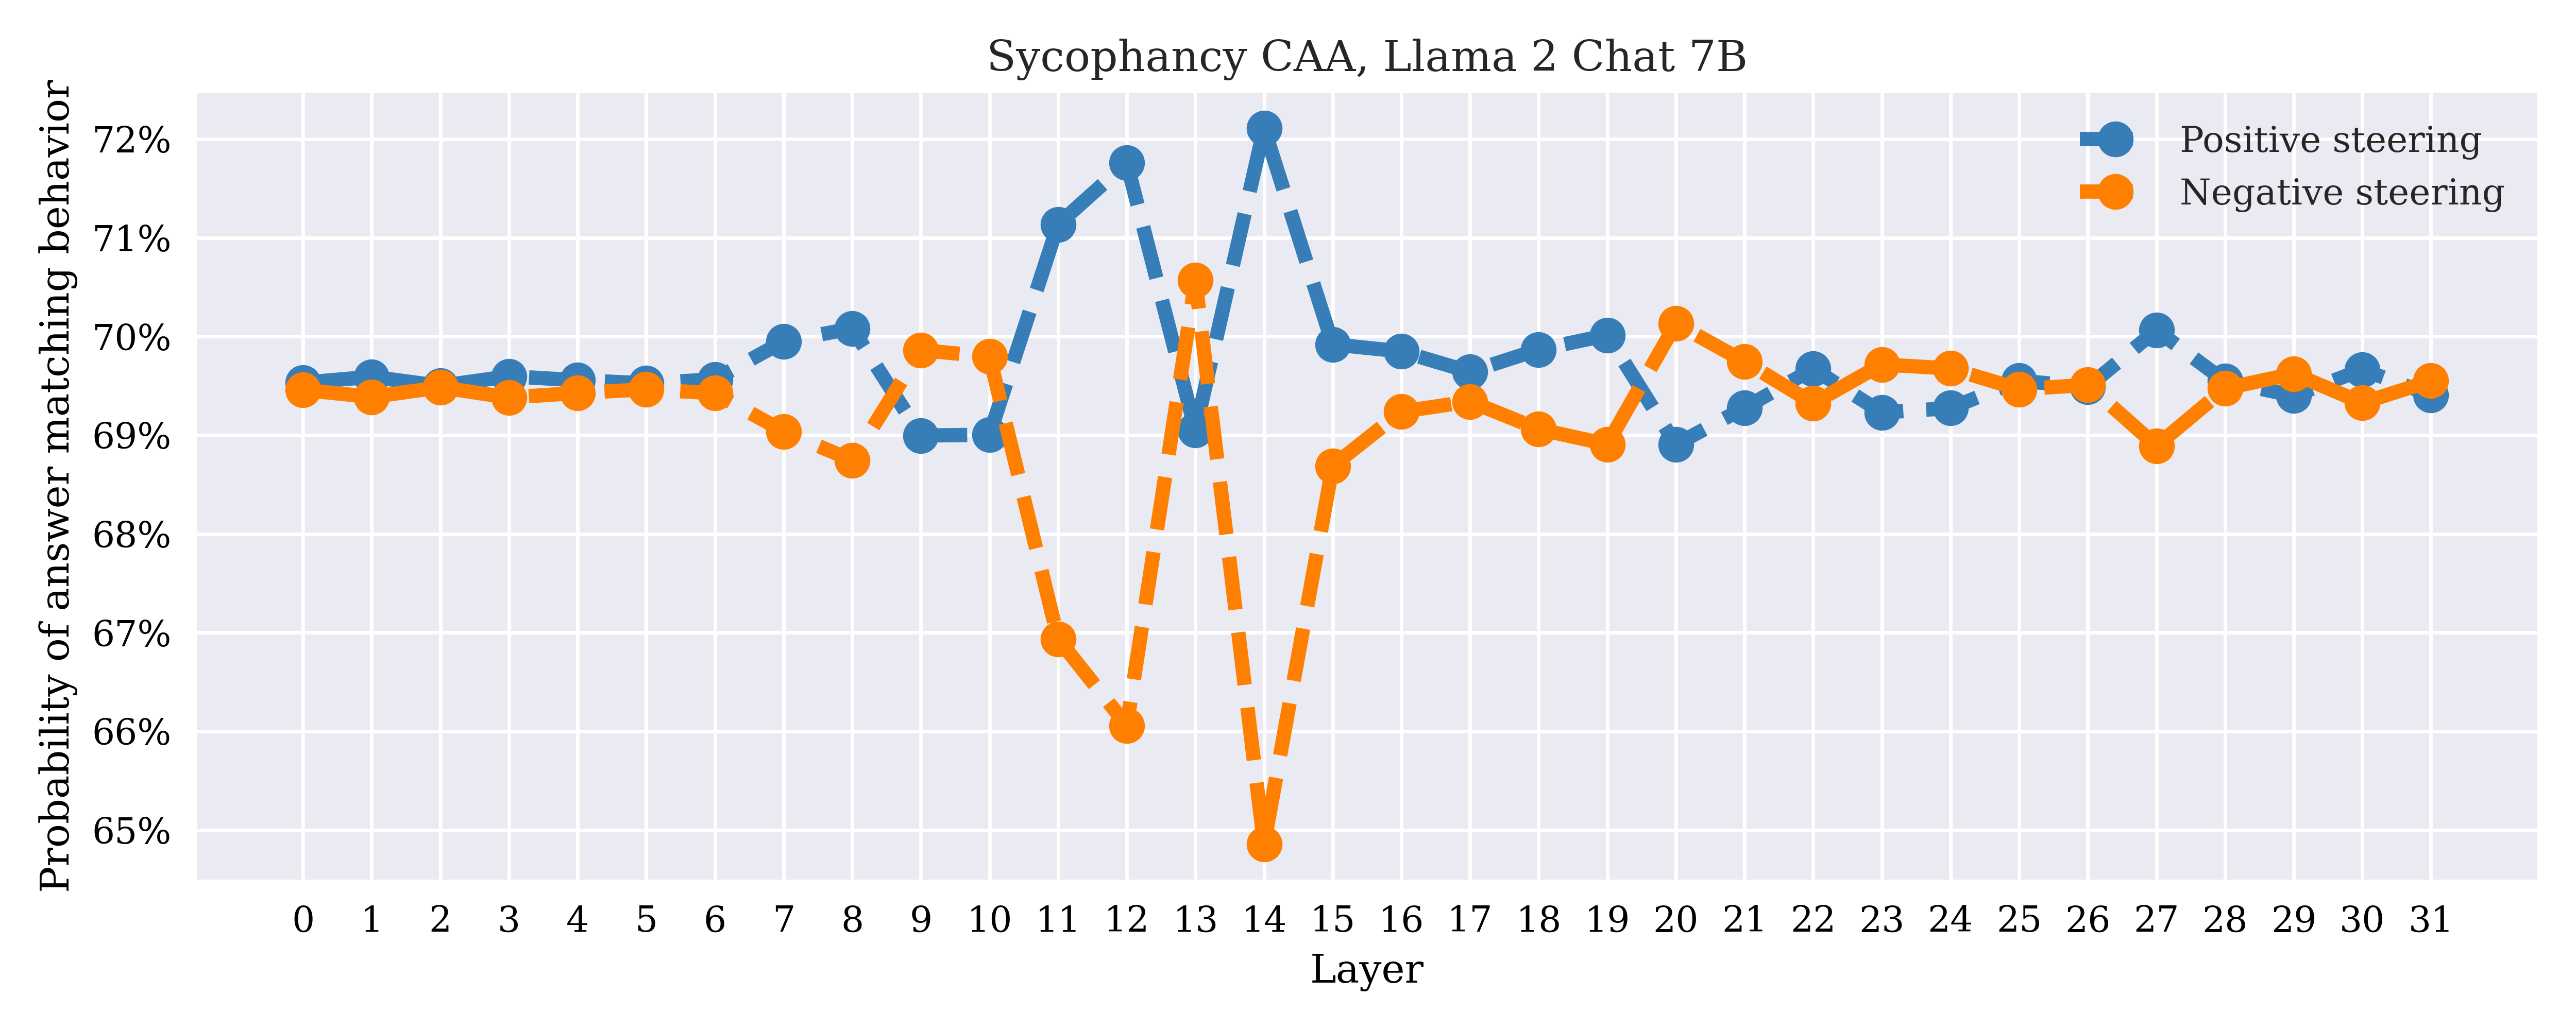 Sycophancy CAA, Llama 2 Chat 7B
Probability of answer matching behavior
72%
71%
70%
69%
68%
67%
66%
65%
Positive steering
Negative steering
0 1 2 3 4 5 6 7 8 9 10 11 12 13 14 15 16 17 18 19 20 21 22 23 24 25 26 27 28 29 30 31
Layer